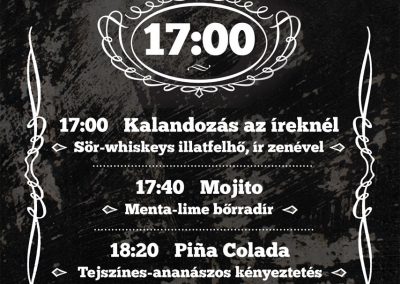 17:00
17:00 Kalandozás az íreknél
Sör-whiskeys illatfelhő, ír zenével
17:40 Mojito
Menta-lime bőrradír
18:20 Piña Colada
Tejszínes-ananászos kényeztetés